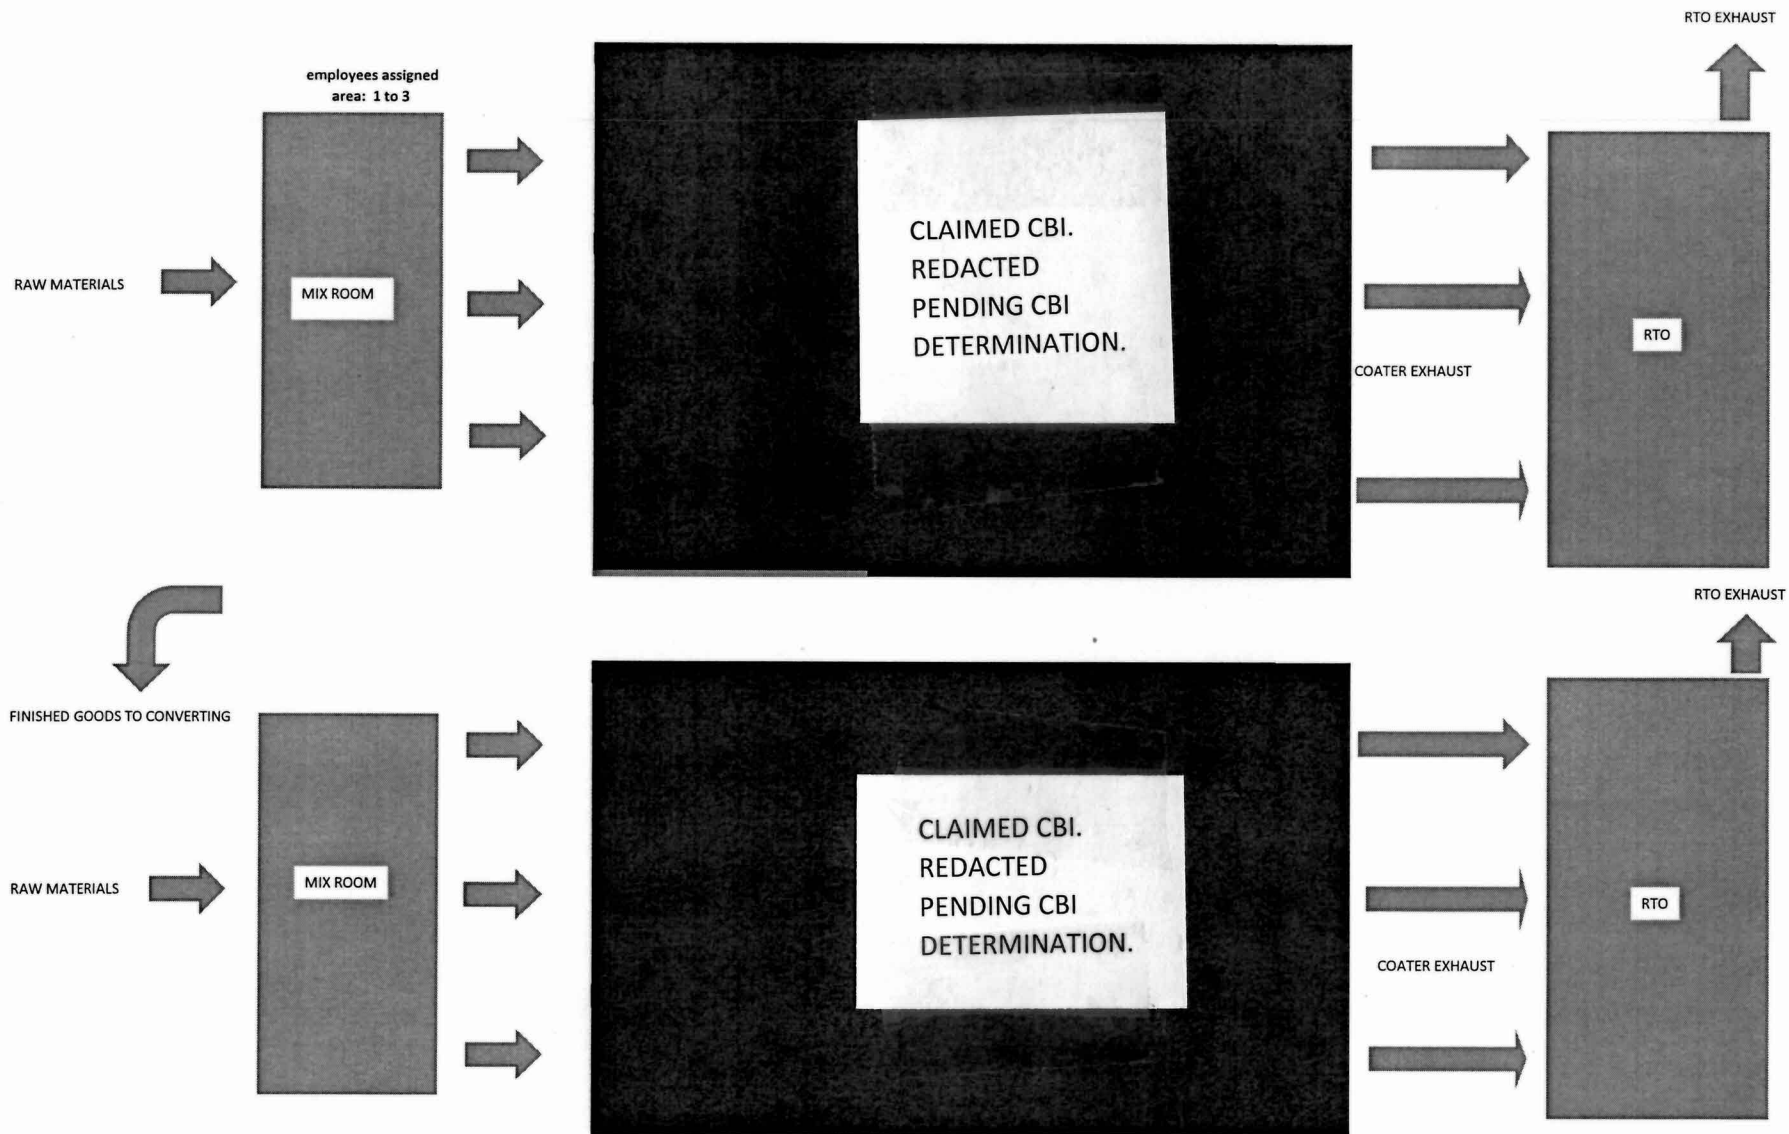 RTO EXHAUST
employees assigned
area: 1 to 3
RAW MATERIALS
MIX ROOM
CLAIMED CBI.
REDACTED
PENDING CBI
DETERMINATION.
COATER EXHAUST
RTO
FINISHED GOODS TO CONVERTING
RTO EXHAUST
RAW MATERIALS
MIX ROOM
CLAIMED CBI.
REDACTED
PENDING CBI
DETERMINATION.
COATER EXHAUST
RTO